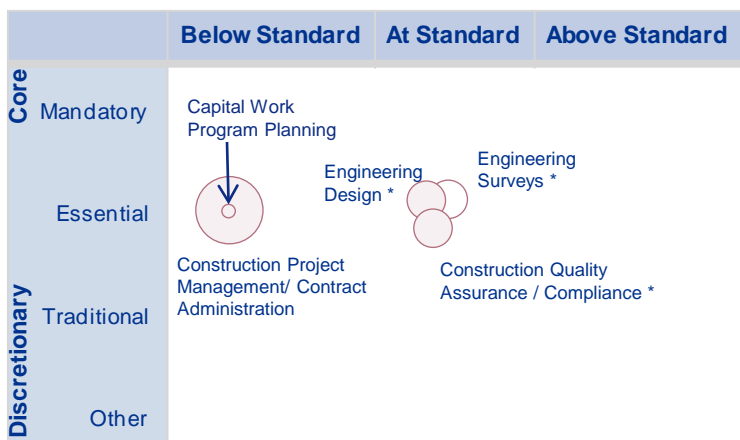 Below Standard At Standard Above Standard
Core
Mandatory
Capital Work
Program Planning
Engineering
Design *
Engineering
Surveys *
Essential
Construction Project
Management/ Contract
Administration
Construction Quality
Assurance / Compliance *
Discretionary
Traditional
Other